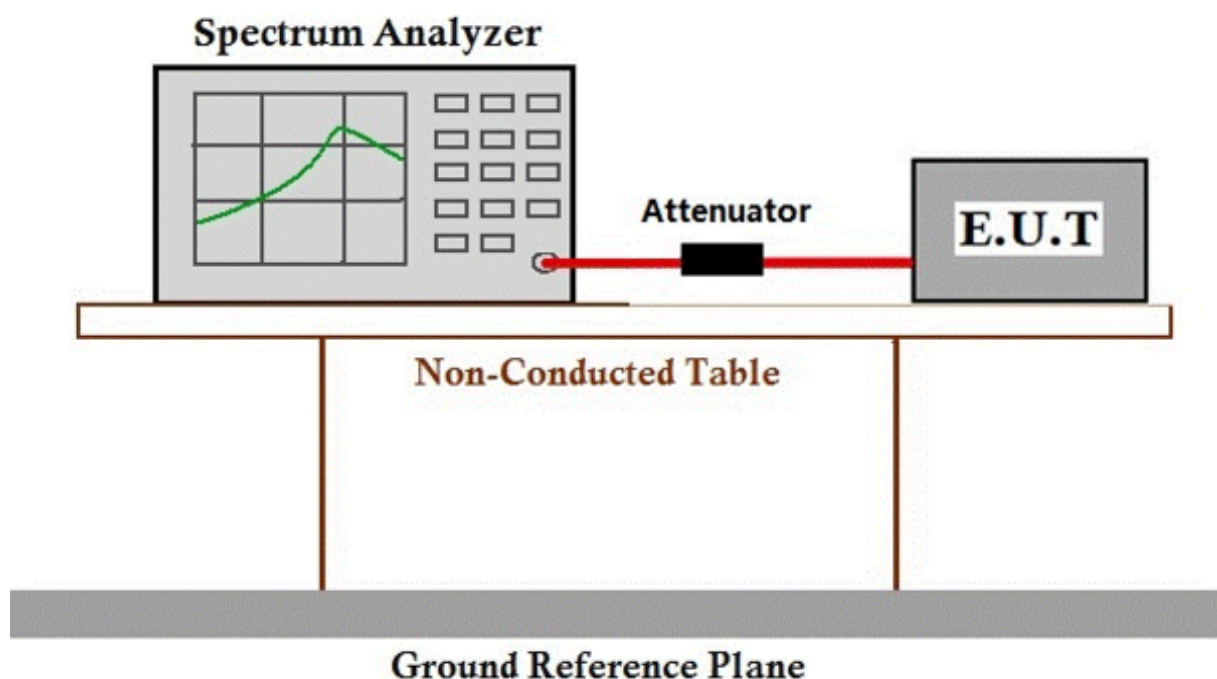 Spectrum Analyzer
Attenuator
E.U.T
Non-Conducted Table
Ground Reference Plane